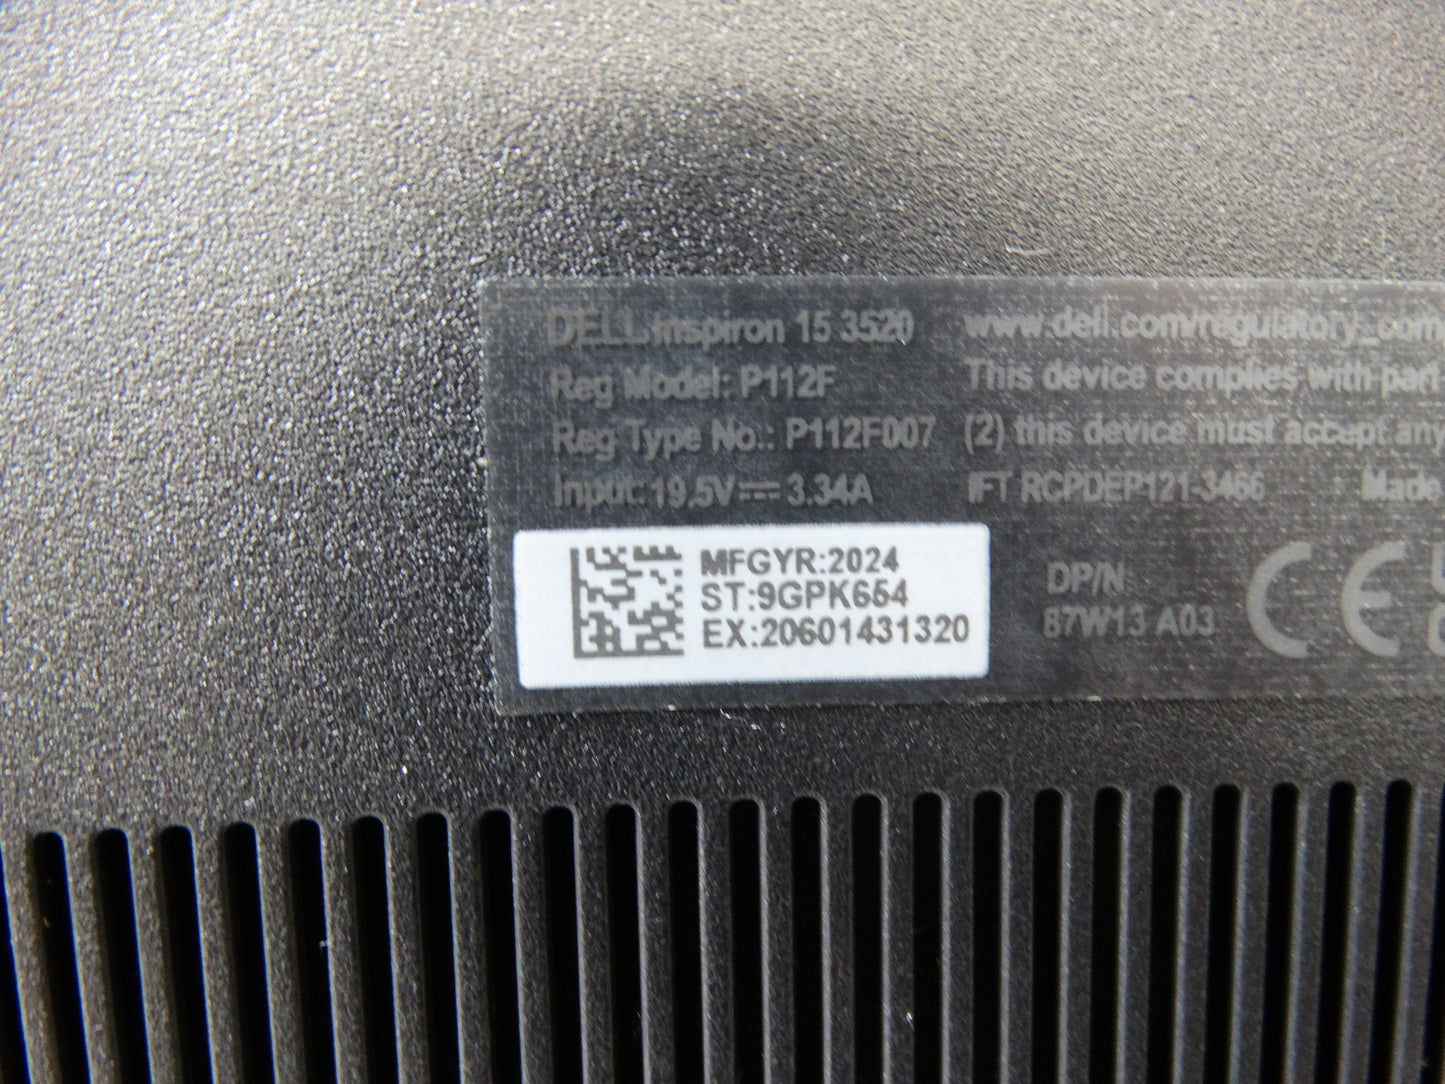 DELL Inspiron 15 3520
Reg Model: P112F
Reg Type No.: P112F007
Input: 19.5V⎓3.34A
www.dell.com/regulatory_com
This device complies with part
(2) this device must accept any
IFT RCPDEP121-3466 Made
MFGYR:2024
ST:9GPK654
EX:20601431320
DP/N
87W13 A03
CE